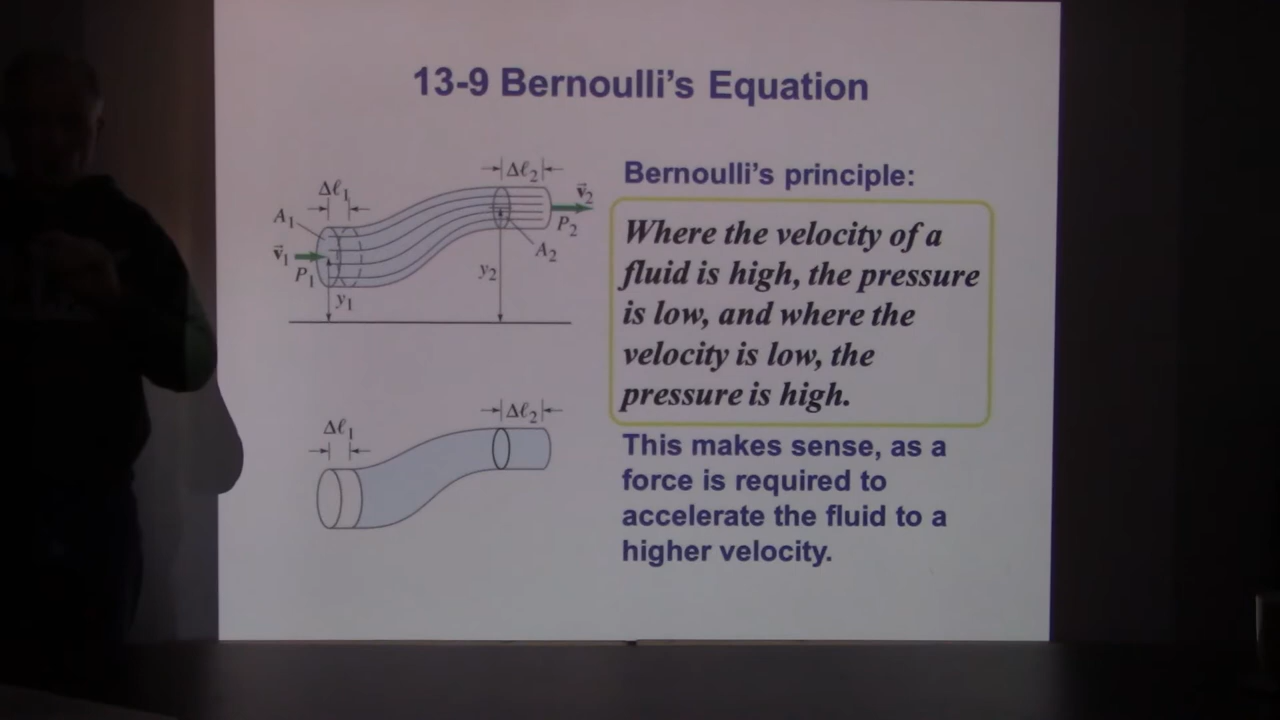 13-9 Bernoulli's Equation
Δℓ₁
Δℓ₂
A₁
v⃗₁
P₁
y₁
y₂
v⃗₂
P₂
A₂
Δℓ₁
Δℓ₂
Bernoulli's principle:
Where the velocity of a
fluid is high, the pressure
is low, and where the
velocity is low, the
pressure is high.
This makes sense, as a
force is required to
accelerate the fluid to a
higher velocity.